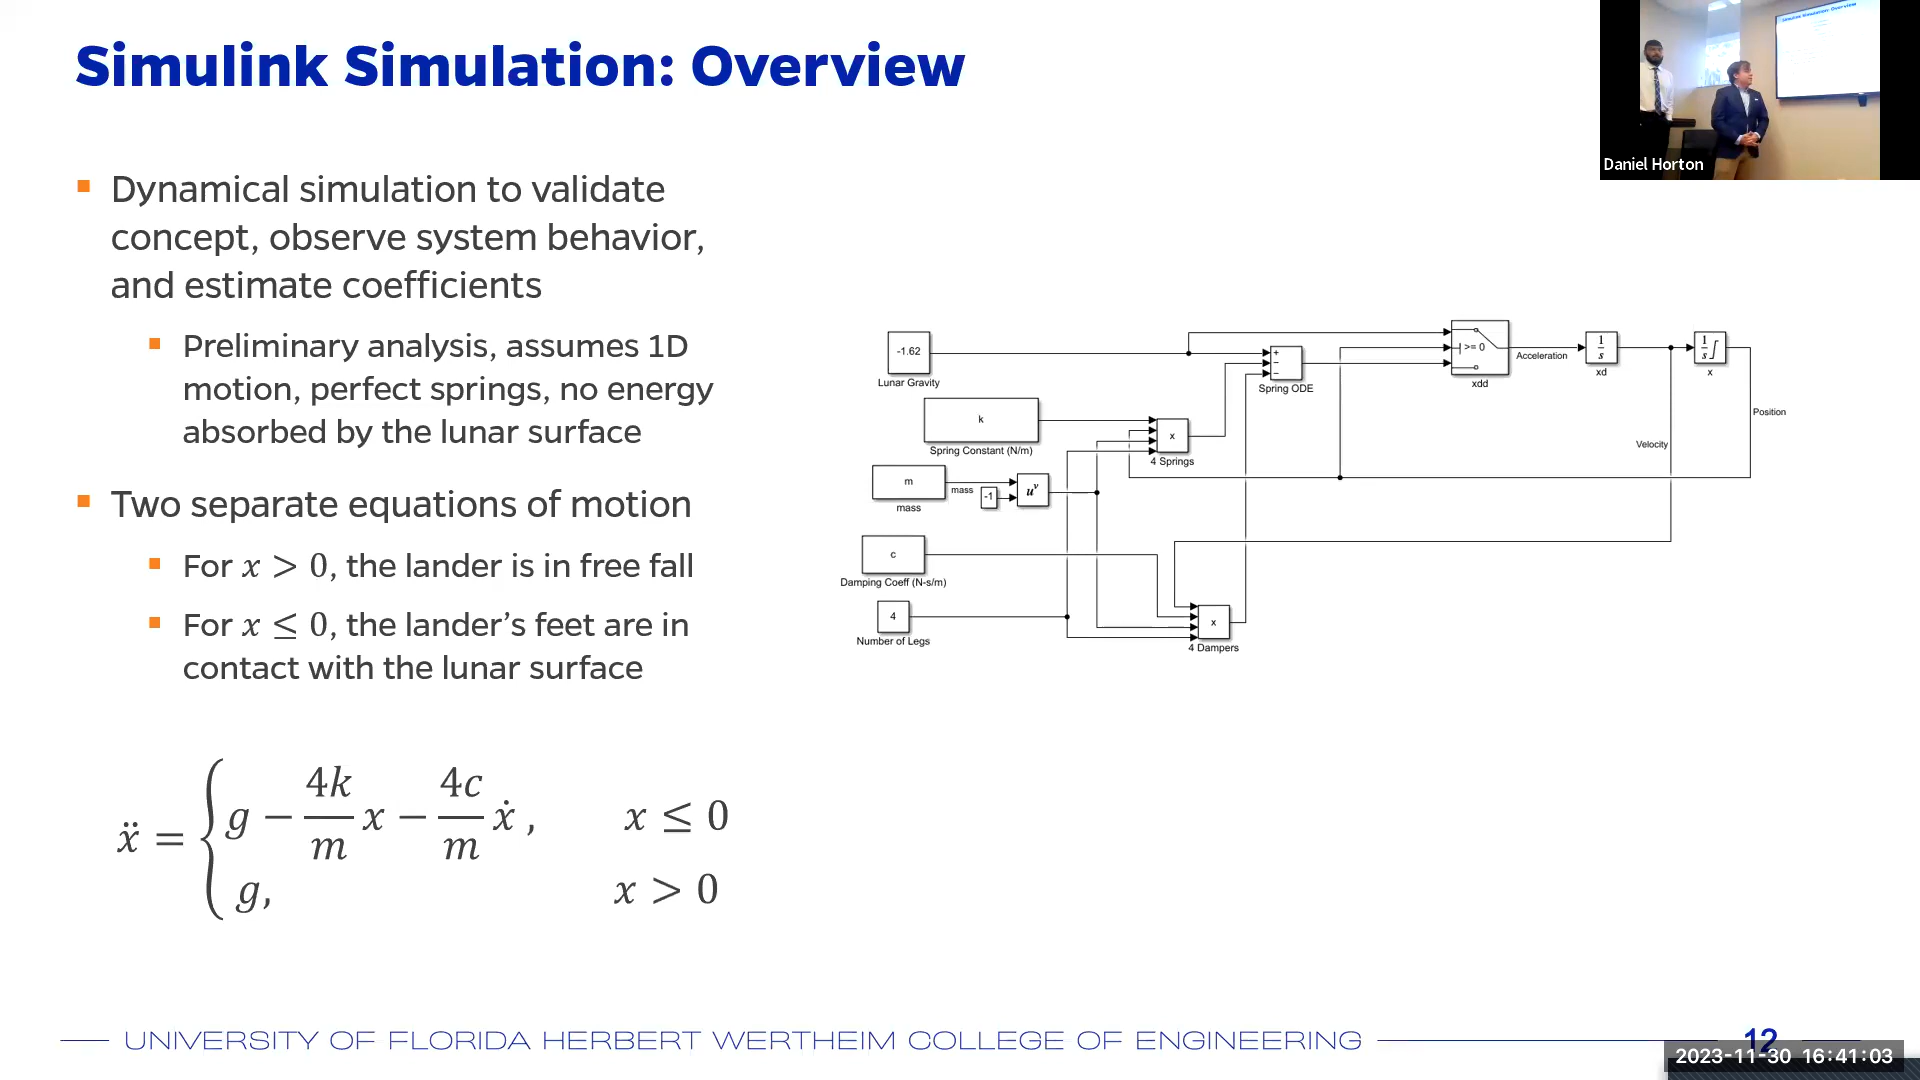 Simulink Simulation: Overview
Dynamical simulation to validate
concept, observe system behavior,
and estimate coefficients
Preliminary analysis, assumes 1D
motion, perfect springs, no energy
absorbed by the lunar surface
Two separate equations of motion
For x > 0, the lander is in free fall
For x ≤ 0, the lander’s feet are in
contact with the lunar surface
ẍ = { g − 4k/m x − 4c/m ẋ , x ≤ 0
g, x > 0
-1.62
Lunar Gravity
k
Spring Constant (N/m)
m
mass
mass
-1
u^v
c
Damping Coeff (N-s/m)
4
Number of Legs
x
4 Springs
+
−
−
Spring ODE
x
4 Dampers
>= 0
xdd
Acceleration
1/s
xd
1/s ∫
x
Velocity
Position
Simulink Simulation: Overview
Daniel Horton
UNIVERSITY OF FLORIDA HERBERT WERTHEIM COLLEGE OF ENGINEERING
12
2023-11-30 16:41:03